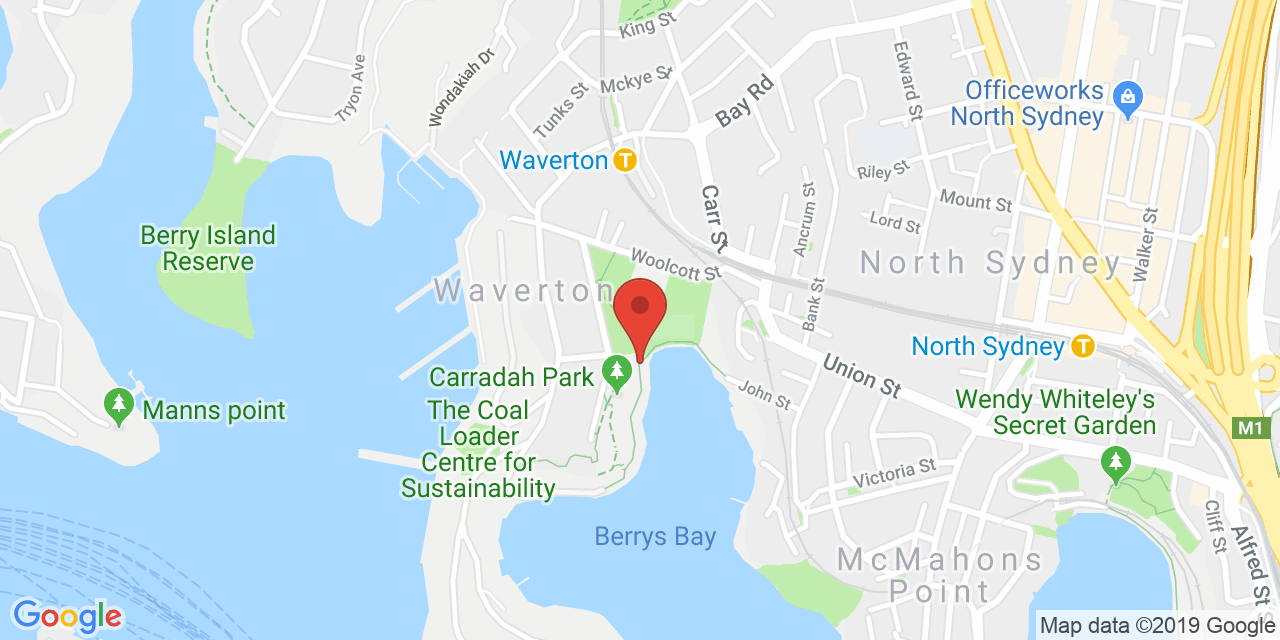 King St
Mckye St
Tryon Ave
Wondakiah Dr
Tunks St
Bay Rd
Edward St
Officeworks
North Sydney
Waverton
Riley St
Carr St
Ancrum St
Mount St
Lord St
Walker St
Berry Island
Reserve
Woolcott St
North Sydney
Waverton
Bank St
North Sydney
Union St
Carradah Park
John St
Manns point
The Coal
Loader
Centre for
Sustainability
Wendy Whiteley's
Secret Garden
M1
Victoria St
Cliff St
Alfred St
Berrys Bay
McMahons
Point
Google
Map data ©2019 Google